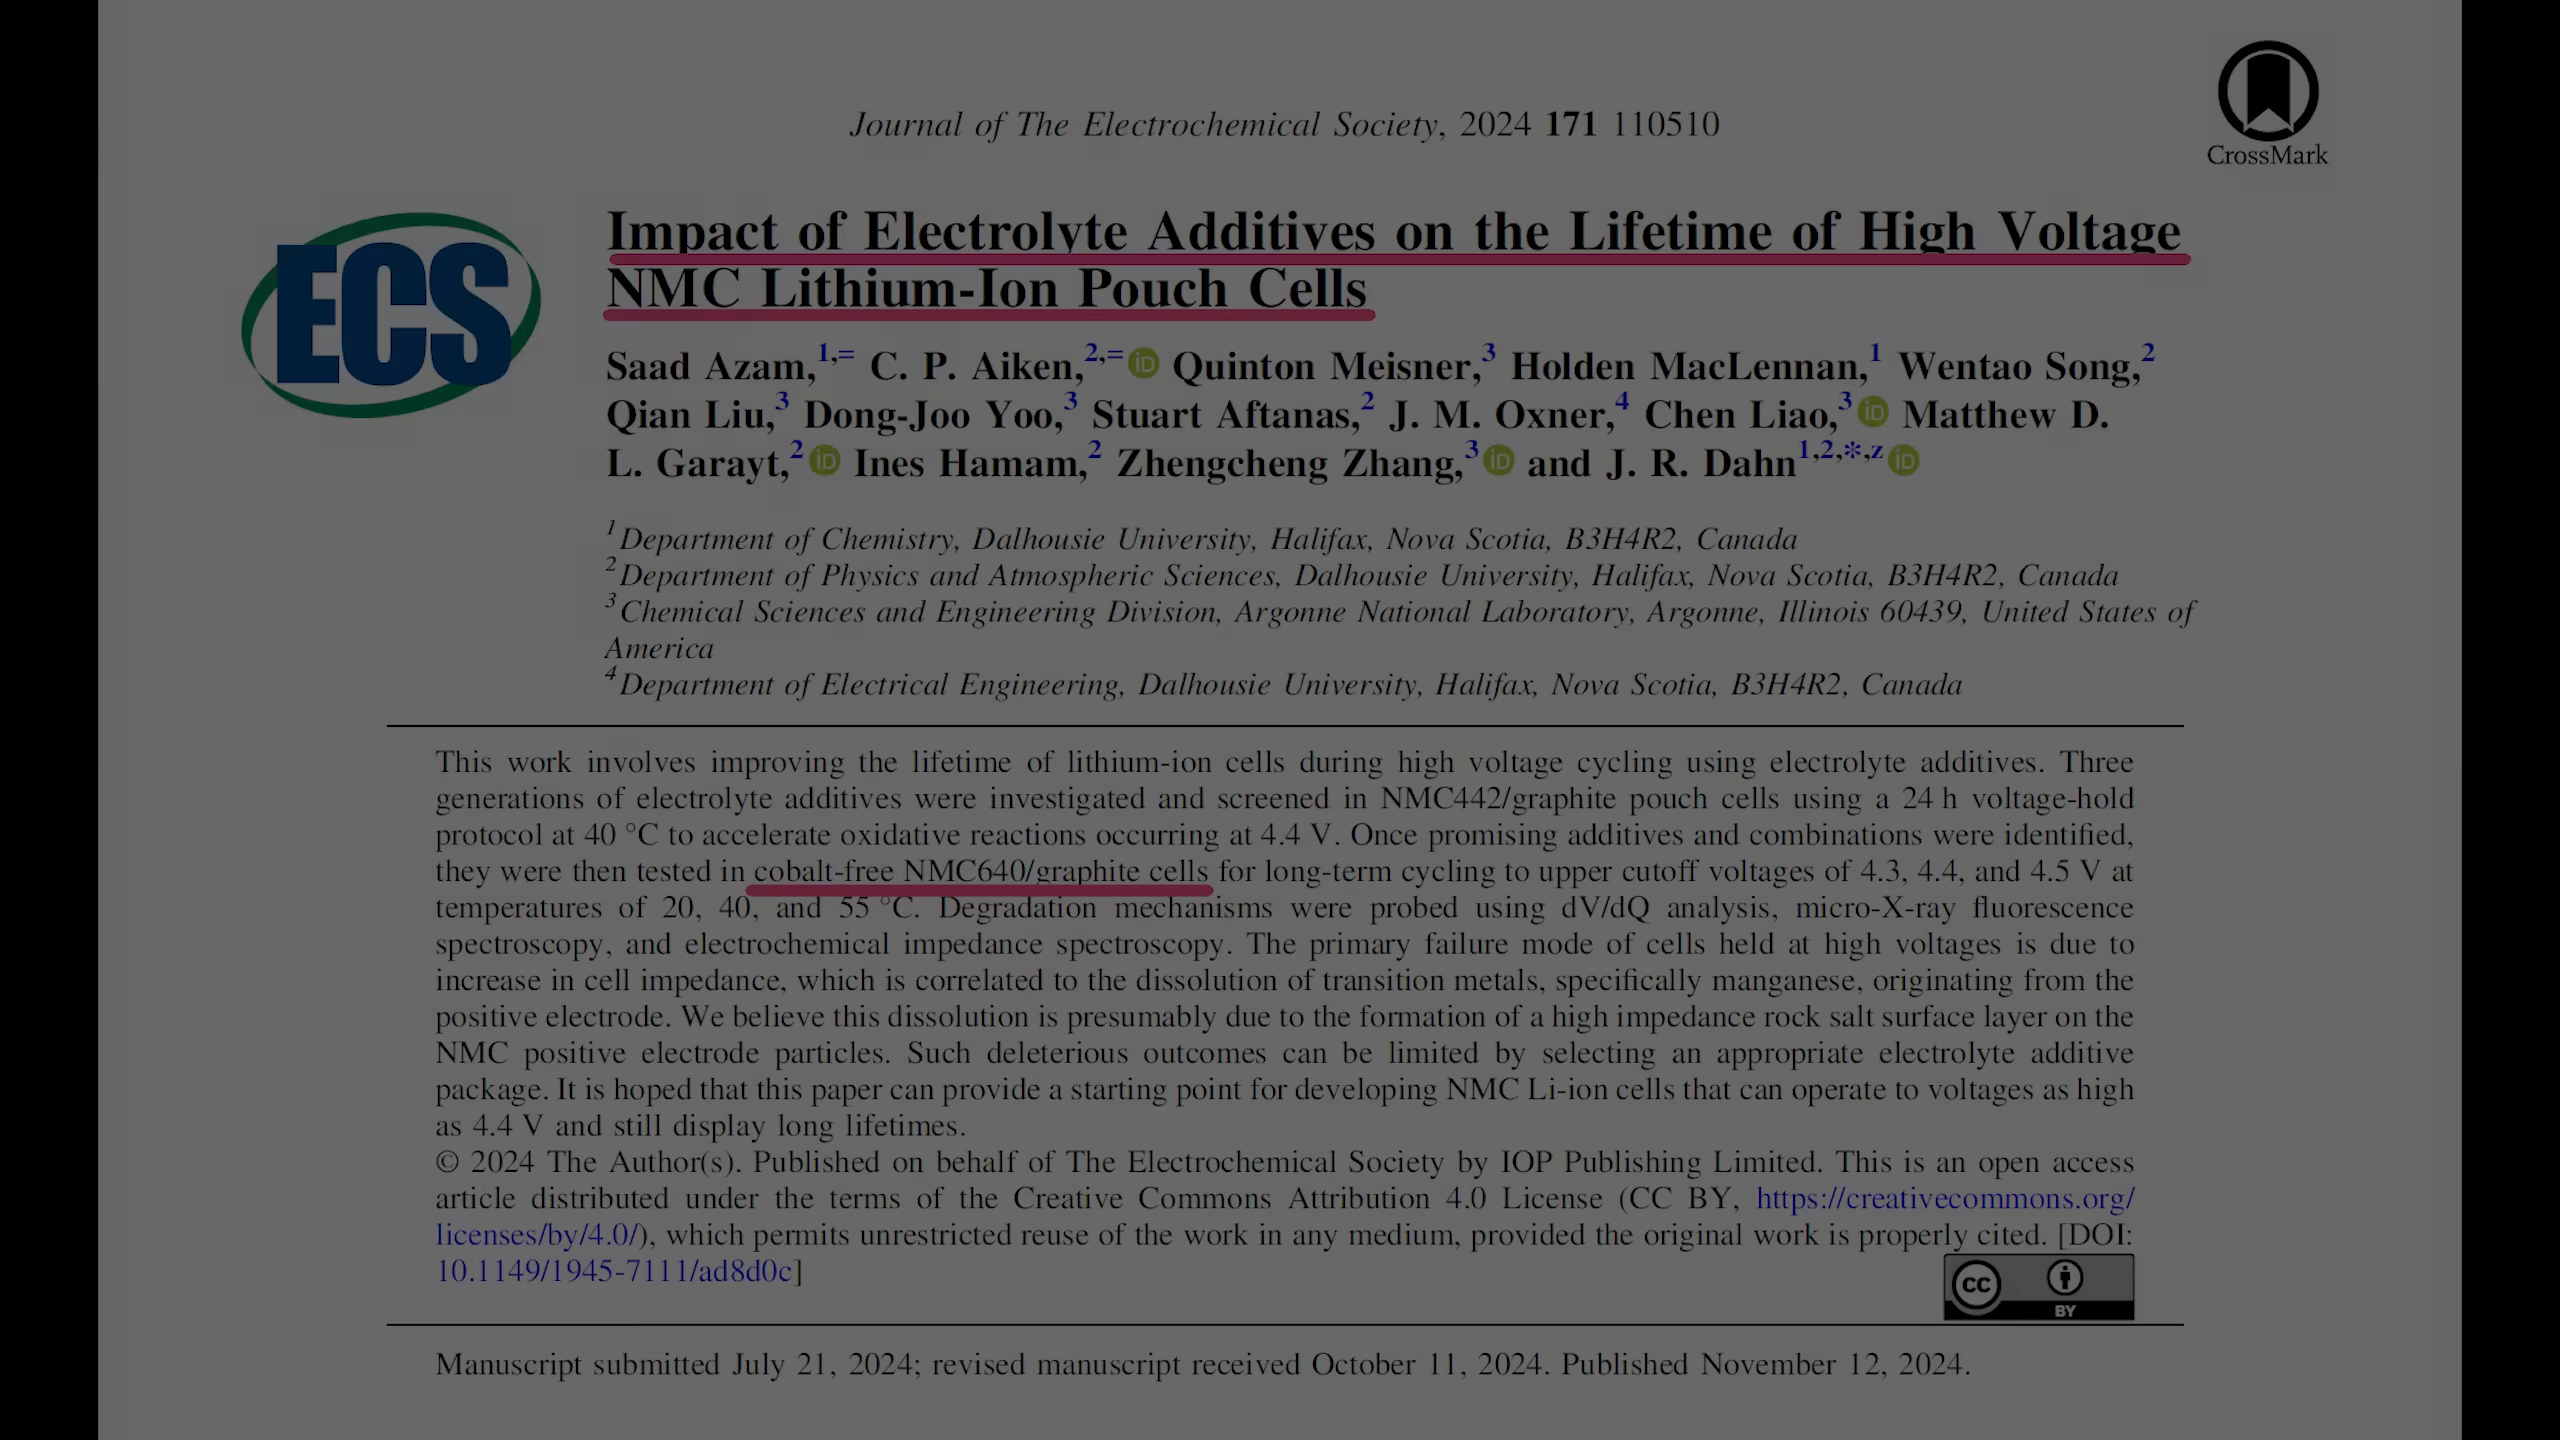 Journal of The Electrochemical Society, 2024 171 110510
CrossMark
ECS
Impact of Electrolyte Additives on the Lifetime of High Voltage
NMC Lithium-Ion Pouch Cells
Saad Azam,1,= C. P. Aiken,2,= iD Quinton Meisner,3 Holden MacLennan,1 Wentao Song,2
Qian Liu,3 Dong-Joo Yoo,3 Stuart Aftanas,2 J. M. Oxner,4 Chen Liao,3 iD Matthew D.
L. Garayt,2 iD Ines Hamam,2 Zhengcheng Zhang,3 iD and J. R. Dahn1,2,*,z iD
1Department of Chemistry, Dalhousie University, Halifax, Nova Scotia, B3H4R2, Canada
2Department of Physics and Atmospheric Sciences, Dalhousie University, Halifax, Nova Scotia, B3H4R2, Canada
3Chemical Sciences and Engineering Division, Argonne National Laboratory, Argonne, Illinois 60439, United States of
America
4Department of Electrical Engineering, Dalhousie University, Halifax, Nova Scotia, B3H4R2, Canada
This work involves improving the lifetime of lithium-ion cells during high voltage cycling using electrolyte additives. Three
generations of electrolyte additives were investigated and screened in NMC442/graphite pouch cells using a 24 h voltage-hold
protocol at 40 °C to accelerate oxidative reactions occurring at 4.4 V. Once promising additives and combinations were identified,
they were then tested in cobalt-free NMC640/graphite cells for long-term cycling to upper cutoff voltages of 4.3, 4.4, and 4.5 V at
temperatures of 20, 40, and 55 °C. Degradation mechanisms were probed using dV/dQ analysis, micro-X-ray fluorescence
spectroscopy, and electrochemical impedance spectroscopy. The primary failure mode of cells held at high voltages is due to
increase in cell impedance, which is correlated to the dissolution of transition metals, specifically manganese, originating from the
positive electrode. We believe this dissolution is presumably due to the formation of a high impedance rock salt surface layer on the
NMC positive electrode particles. Such deleterious outcomes can be limited by selecting an appropriate electrolyte additive
package. It is hoped that this paper can provide a starting point for developing NMC Li-ion cells that can operate to voltages as high
as 4.4 V and still display long lifetimes.
© 2024 The Author(s). Published on behalf of The Electrochemical Society by IOP Publishing Limited. This is an open access
article distributed under the terms of the Creative Commons Attribution 4.0 License (CC BY, https://creativecommons.org/
licenses/by/4.0/), which permits unrestricted reuse of the work in any medium, provided the original work is properly cited. [DOI:
10.1149/1945-7111/ad8d0c]
CC BY
Manuscript submitted July 21, 2024; revised manuscript received October 11, 2024. Published November 12, 2024.